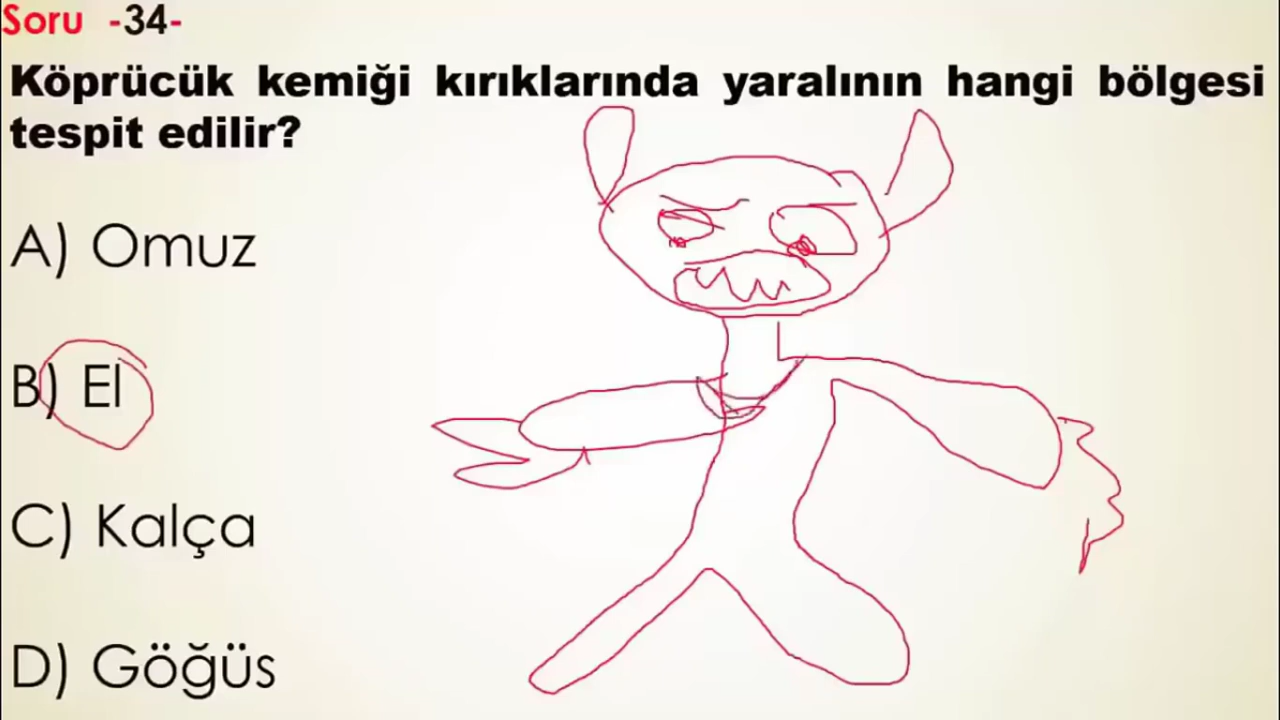 Soru -34-
Köprücük kemiği kırıklarında yaralının hangi bölgesi
tespit edilir?
A) Omuz
B) El
C) Kalça
D) Göğüs